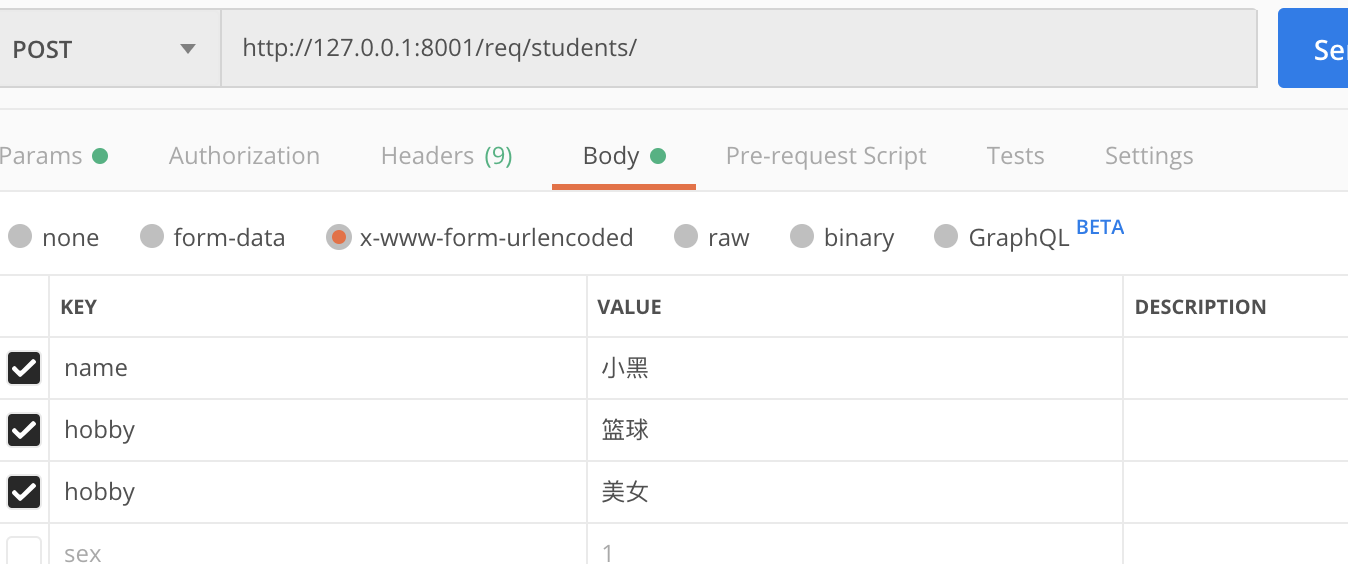 POST http://127.0.0.1:8001/req/students/
Params Authorization Headers (9) Body Pre-request Script Tests Settings
none form-data x-www-form-urlencoded raw binary GraphQL BETA
KEY VALUE DESCRIPTION
name 小黑
hobby 篮球
hobby 美女
sex 1